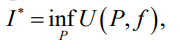 I* = inf U(P, f),
P